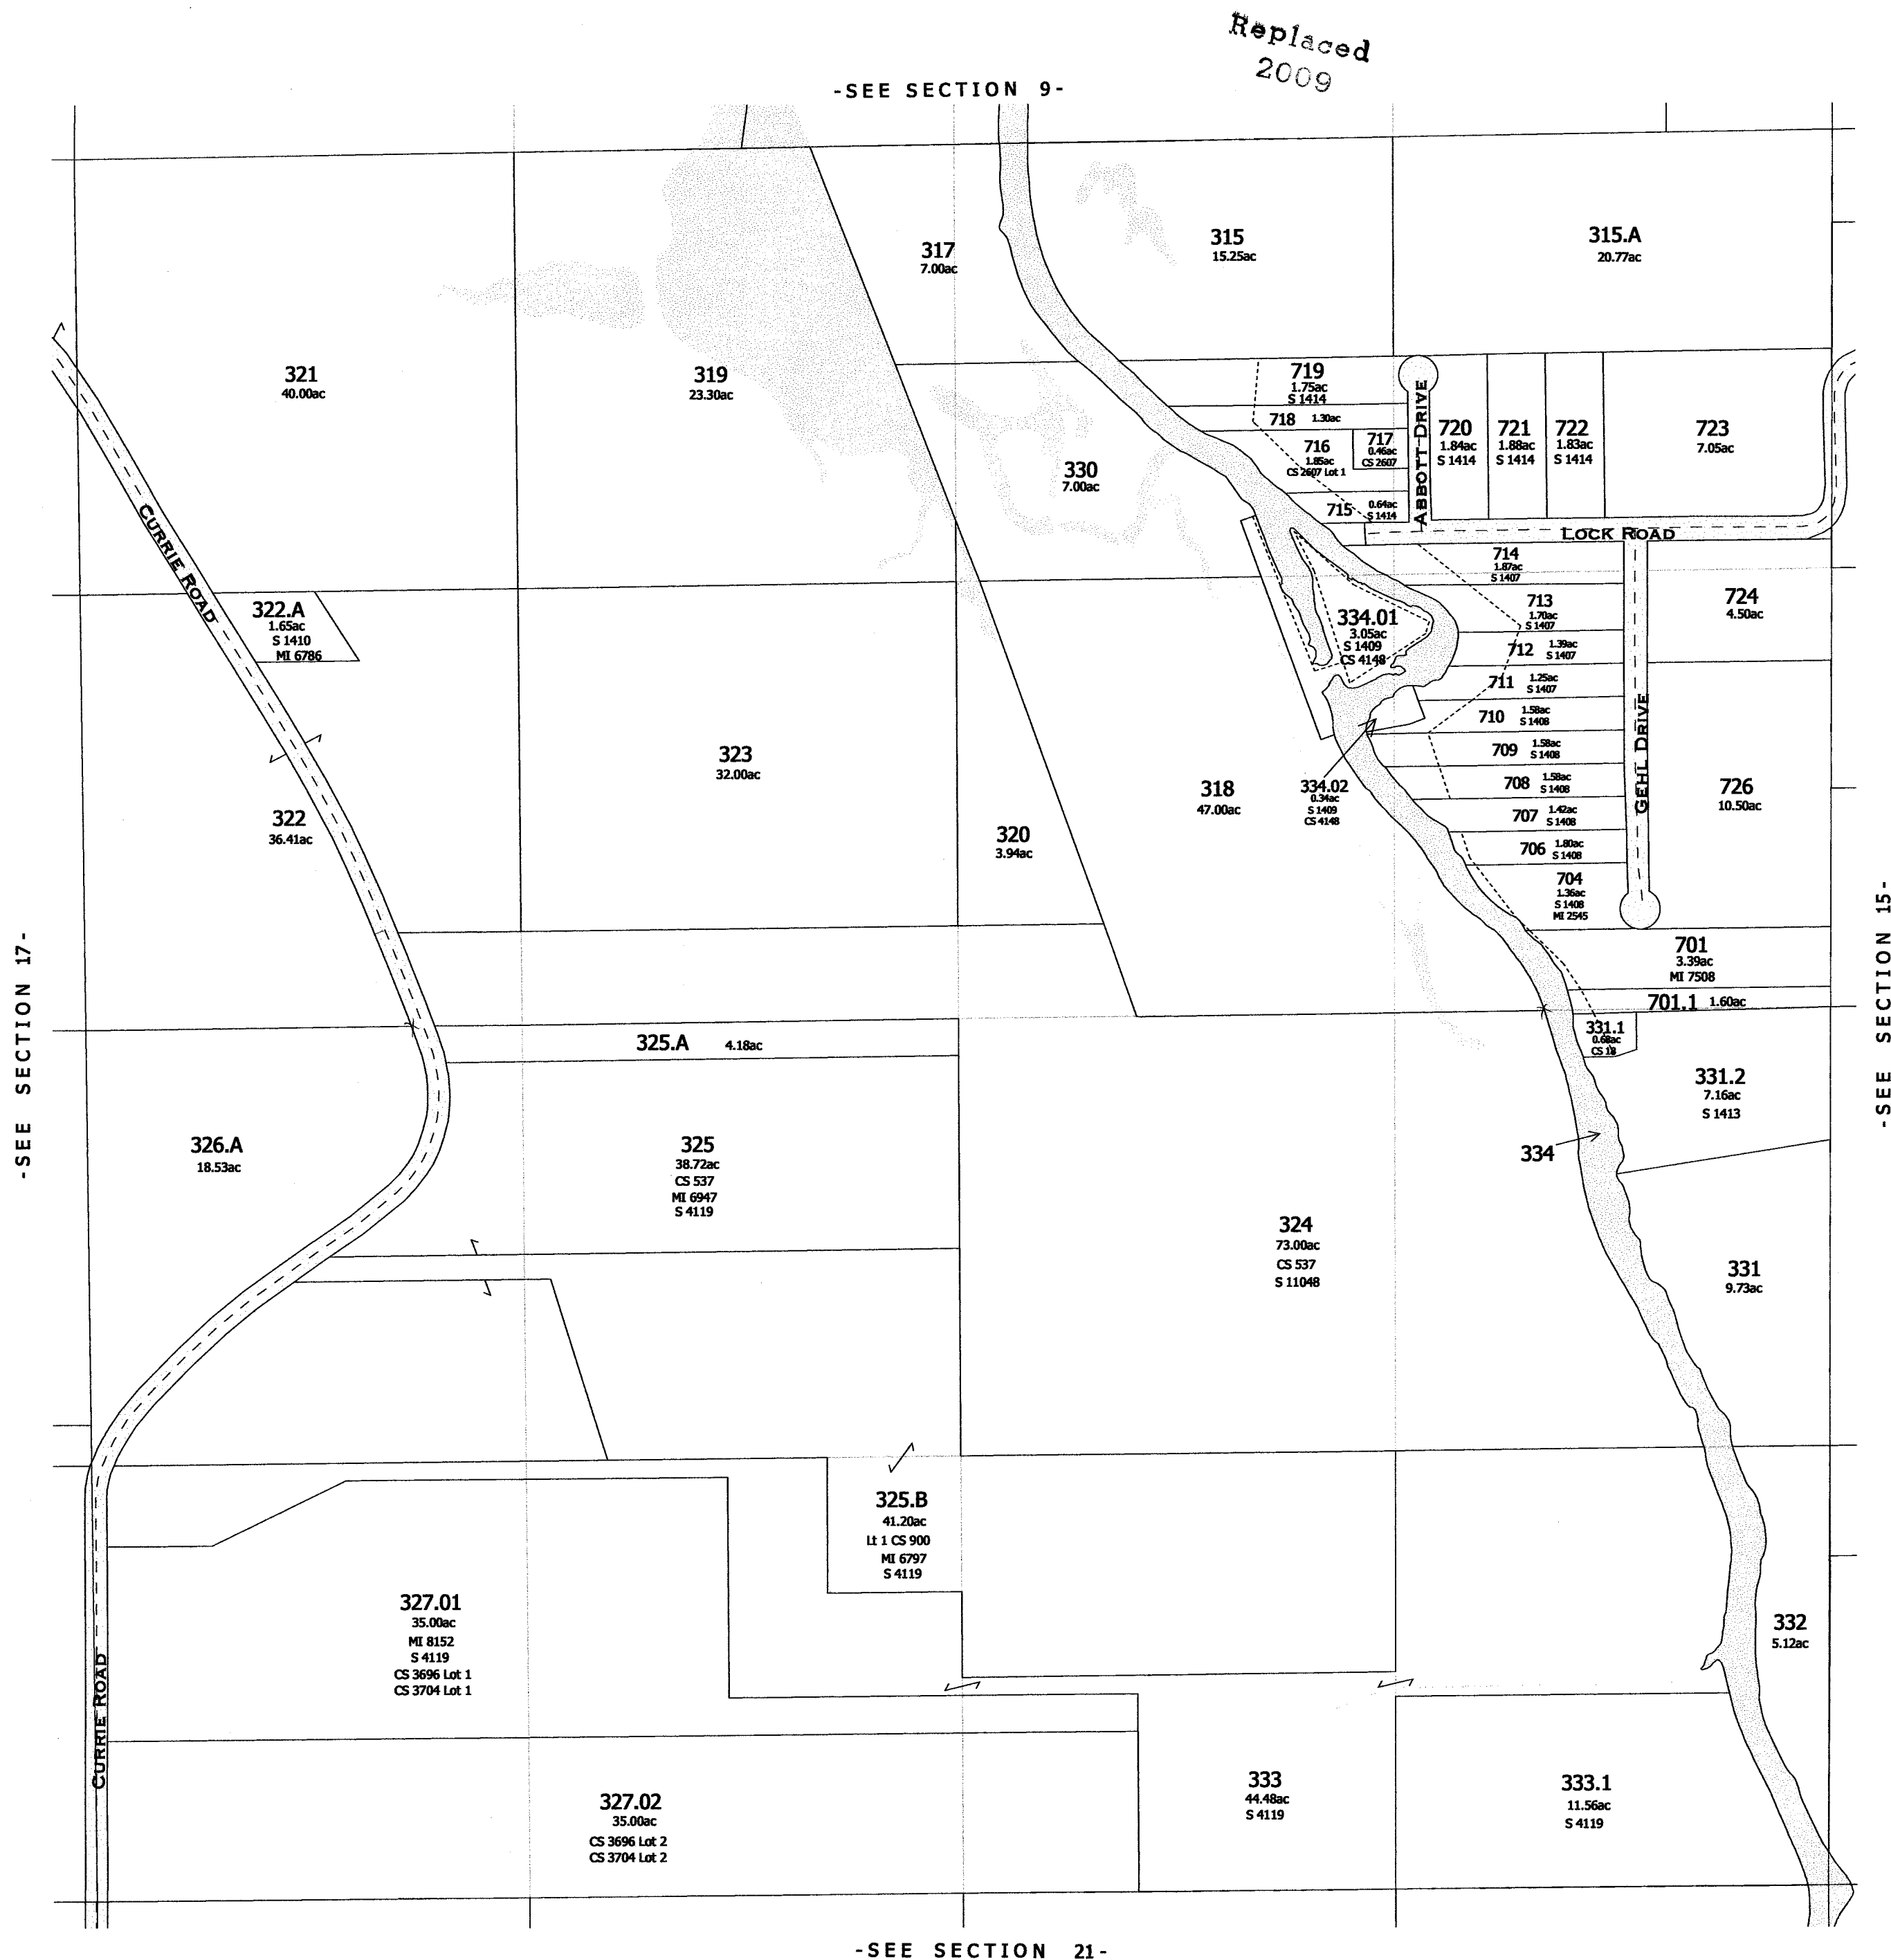 Replaced
2009
-SEE SECTION 9-
317
7.00ac
315
15.25ac
315.A
20.77ac
321
40.00ac
319
23.30ac
330
7.00ac
719
1.75ac
S 1414
718 1.30ac
716
1.85ac
CS 2607 Lot 1
717
0.46ac
CS 2607
715 0.64ac
S 1414
ABBOTT DRIVE
720
1.84ac
S 1414
721
1.88ac
S 1414
722
1.83ac
S 1414
723
7.05ac
LOCK ROAD
CURRIE ROAD
322.A
1.65ac
S 1410
MI 6786
334.01
3.05ac
S 1409
CS 4148
714
1.87ac
S 1407
713
1.70ac
S 1407
712 1.39ac
S 1407
711 1.25ac
S 1407
710 1.58ac
S 1408
709 1.58ac
S 1408
708 1.58ac
S 1408
707 1.42ac
S 1408
706 1.80ac
S 1408
704
1.36ac
S 1408
MI 2545
GEHL DRIVE
724
4.50ac
726
10.50ac
323
32.00ac
322
36.41ac
320
3.94ac
318
47.00ac
334.02
0.34ac
S 1409
CS 4148
701
3.39ac
MI 7508
701.1 1.60ac
-SEE SECTION 17-
-SEE SECTION 15-
325.A 4.18ac
331.1
0.68ac
CS 18
331.2
7.16ac
S 1413
326.A
18.53ac
325
38.72ac
CS 537
MI 6947
S 4119
334
324
73.00ac
CS 537
S 11048
331
9.73ac
325.B
41.20ac
Lt 1 CS 900
MI 6797
S 4119
327.01
35.00ac
MI 8152
S 4119
CS 3696 Lot 1
CS 3704 Lot 1
332
5.12ac
CURRIE ROAD
327.02
35.00ac
CS 3696 Lot 2
CS 3704 Lot 2
333
44.48ac
S 4119
333.1
11.56ac
S 4119
-SEE SECTION 21-